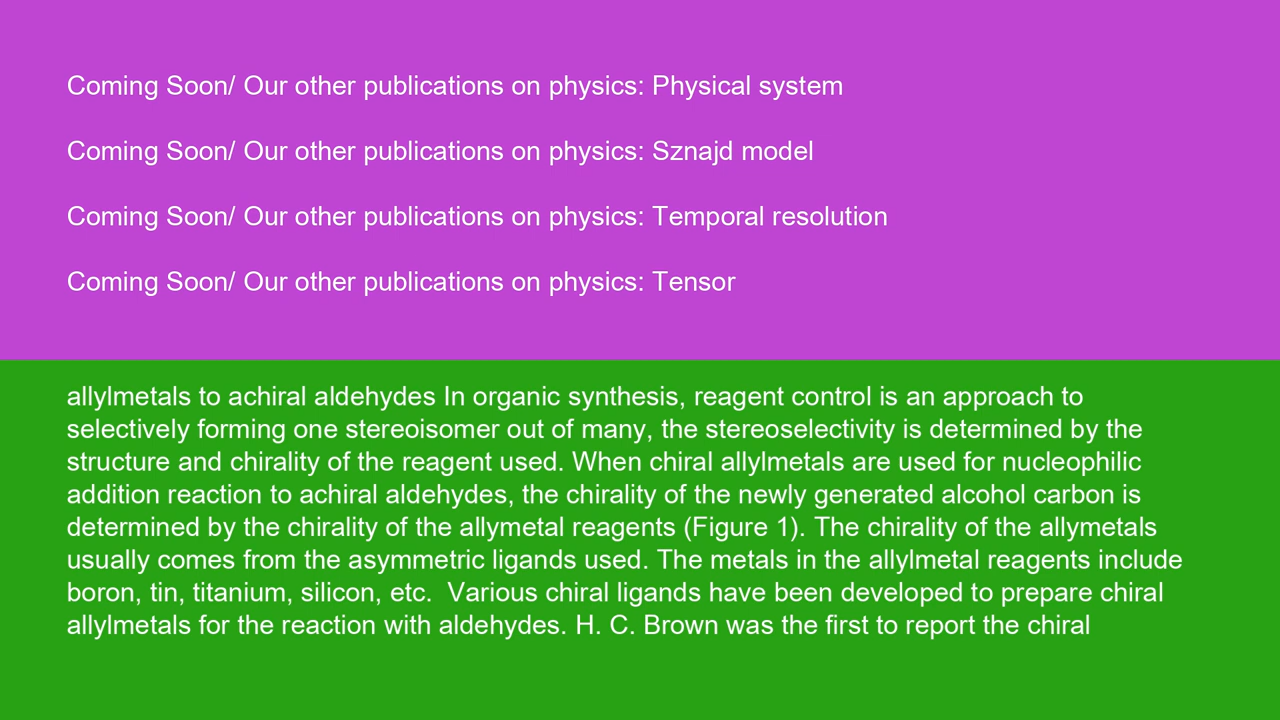 Coming Soon/ Our other publications on physics: Physical system
Coming Soon/ Our other publications on physics: Sznajd model
Coming Soon/ Our other publications on physics: Temporal resolution
Coming Soon/ Our other publications on physics: Tensor
allylmetals to achiral aldehydes In organic synthesis, reagent control is an approach to
selectively forming one stereoisomer out of many, the stereoselectivity is determined by the
structure and chirality of the reagent used. When chiral allylmetals are used for nucleophilic
addition reaction to achiral aldehydes, the chirality of the newly generated alcohol carbon is
determined by the chirality of the allymetal reagents (Figure 1). The chirality of the allymetals
usually comes from the asymmetric ligands used. The metals in the allylmetal reagents include
boron, tin, titanium, silicon, etc.  Various chiral ligands have been developed to prepare chiral
allylmetals for the reaction with aldehydes. H. C. Brown was the first to report the chiral